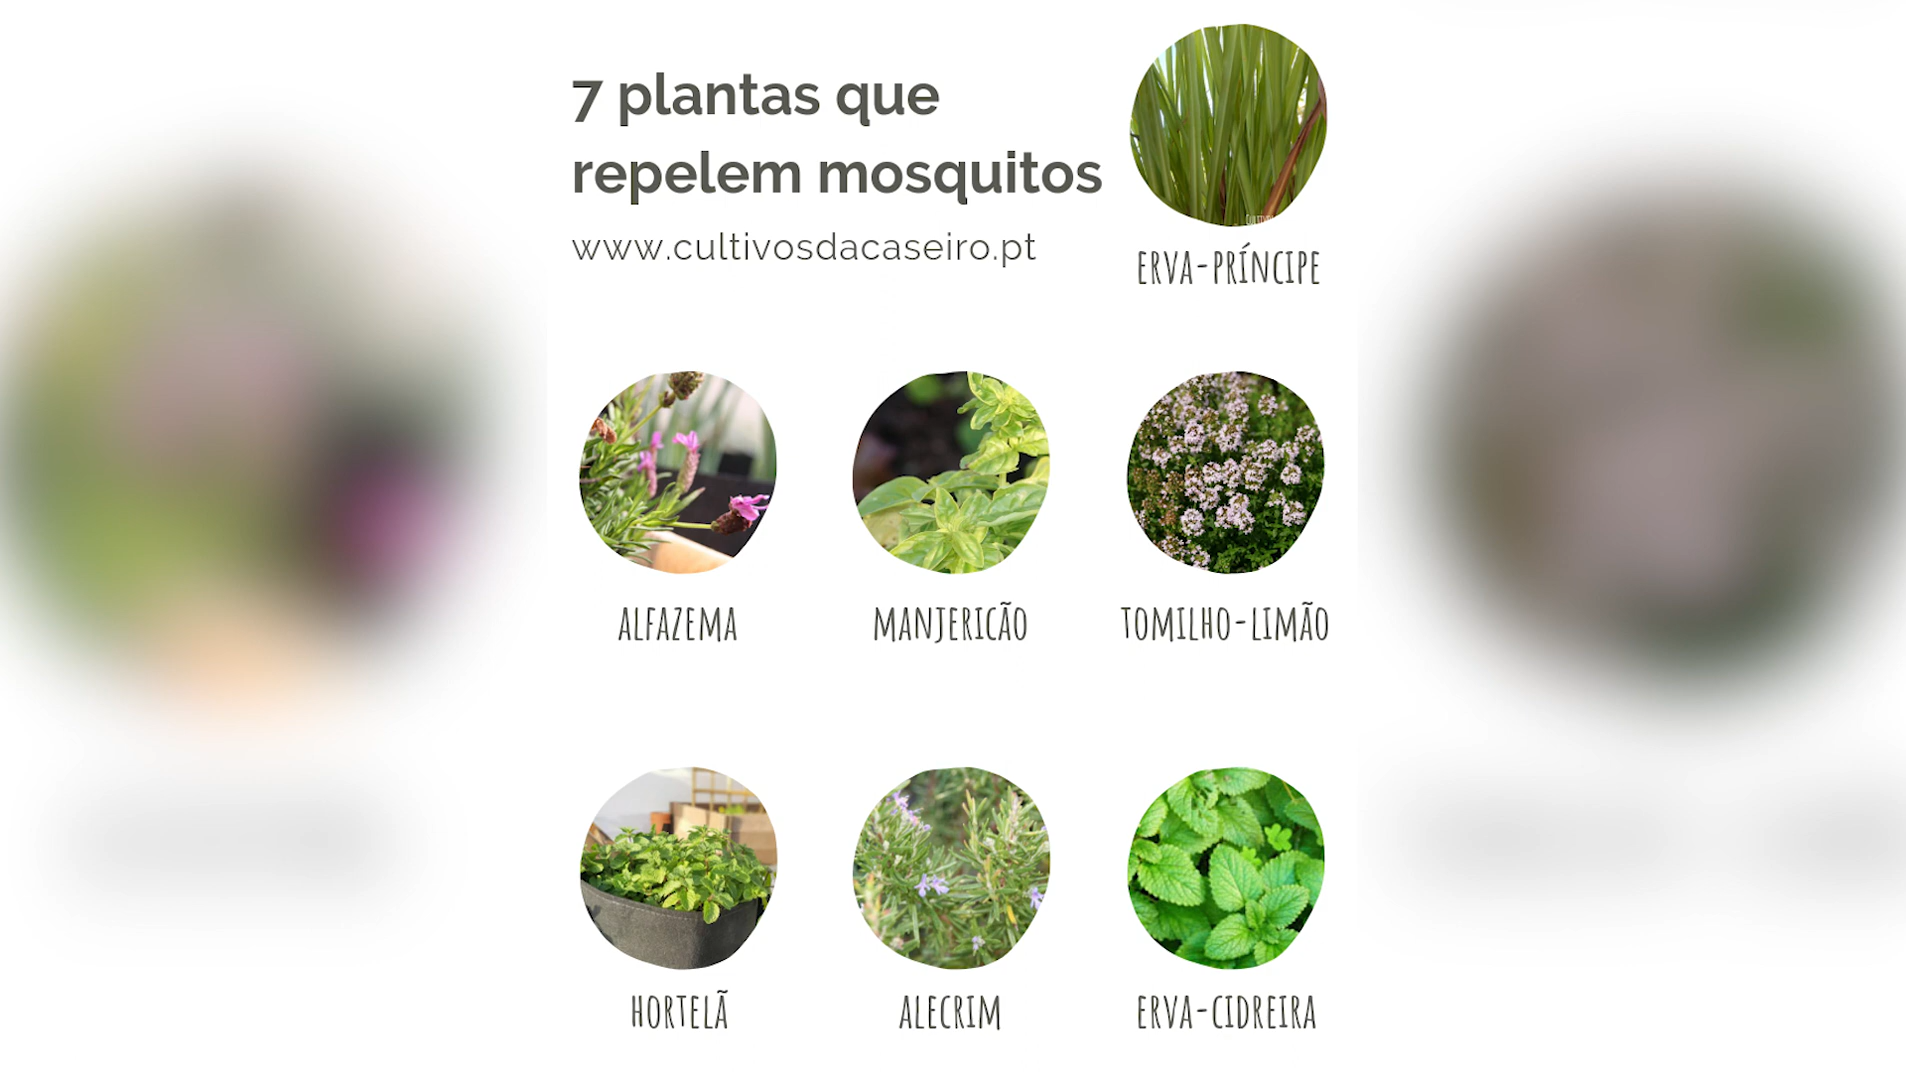 7 plantas que
repelem mosquitos
www.cultivosdacaseiro.pt
ERVA-PRÍNCIPE
ALFAZEMA
MANJERICÃO
TOMILHO-LIMÃO
HORTELÃ
ALECRIM
ERVA-CIDREIRA